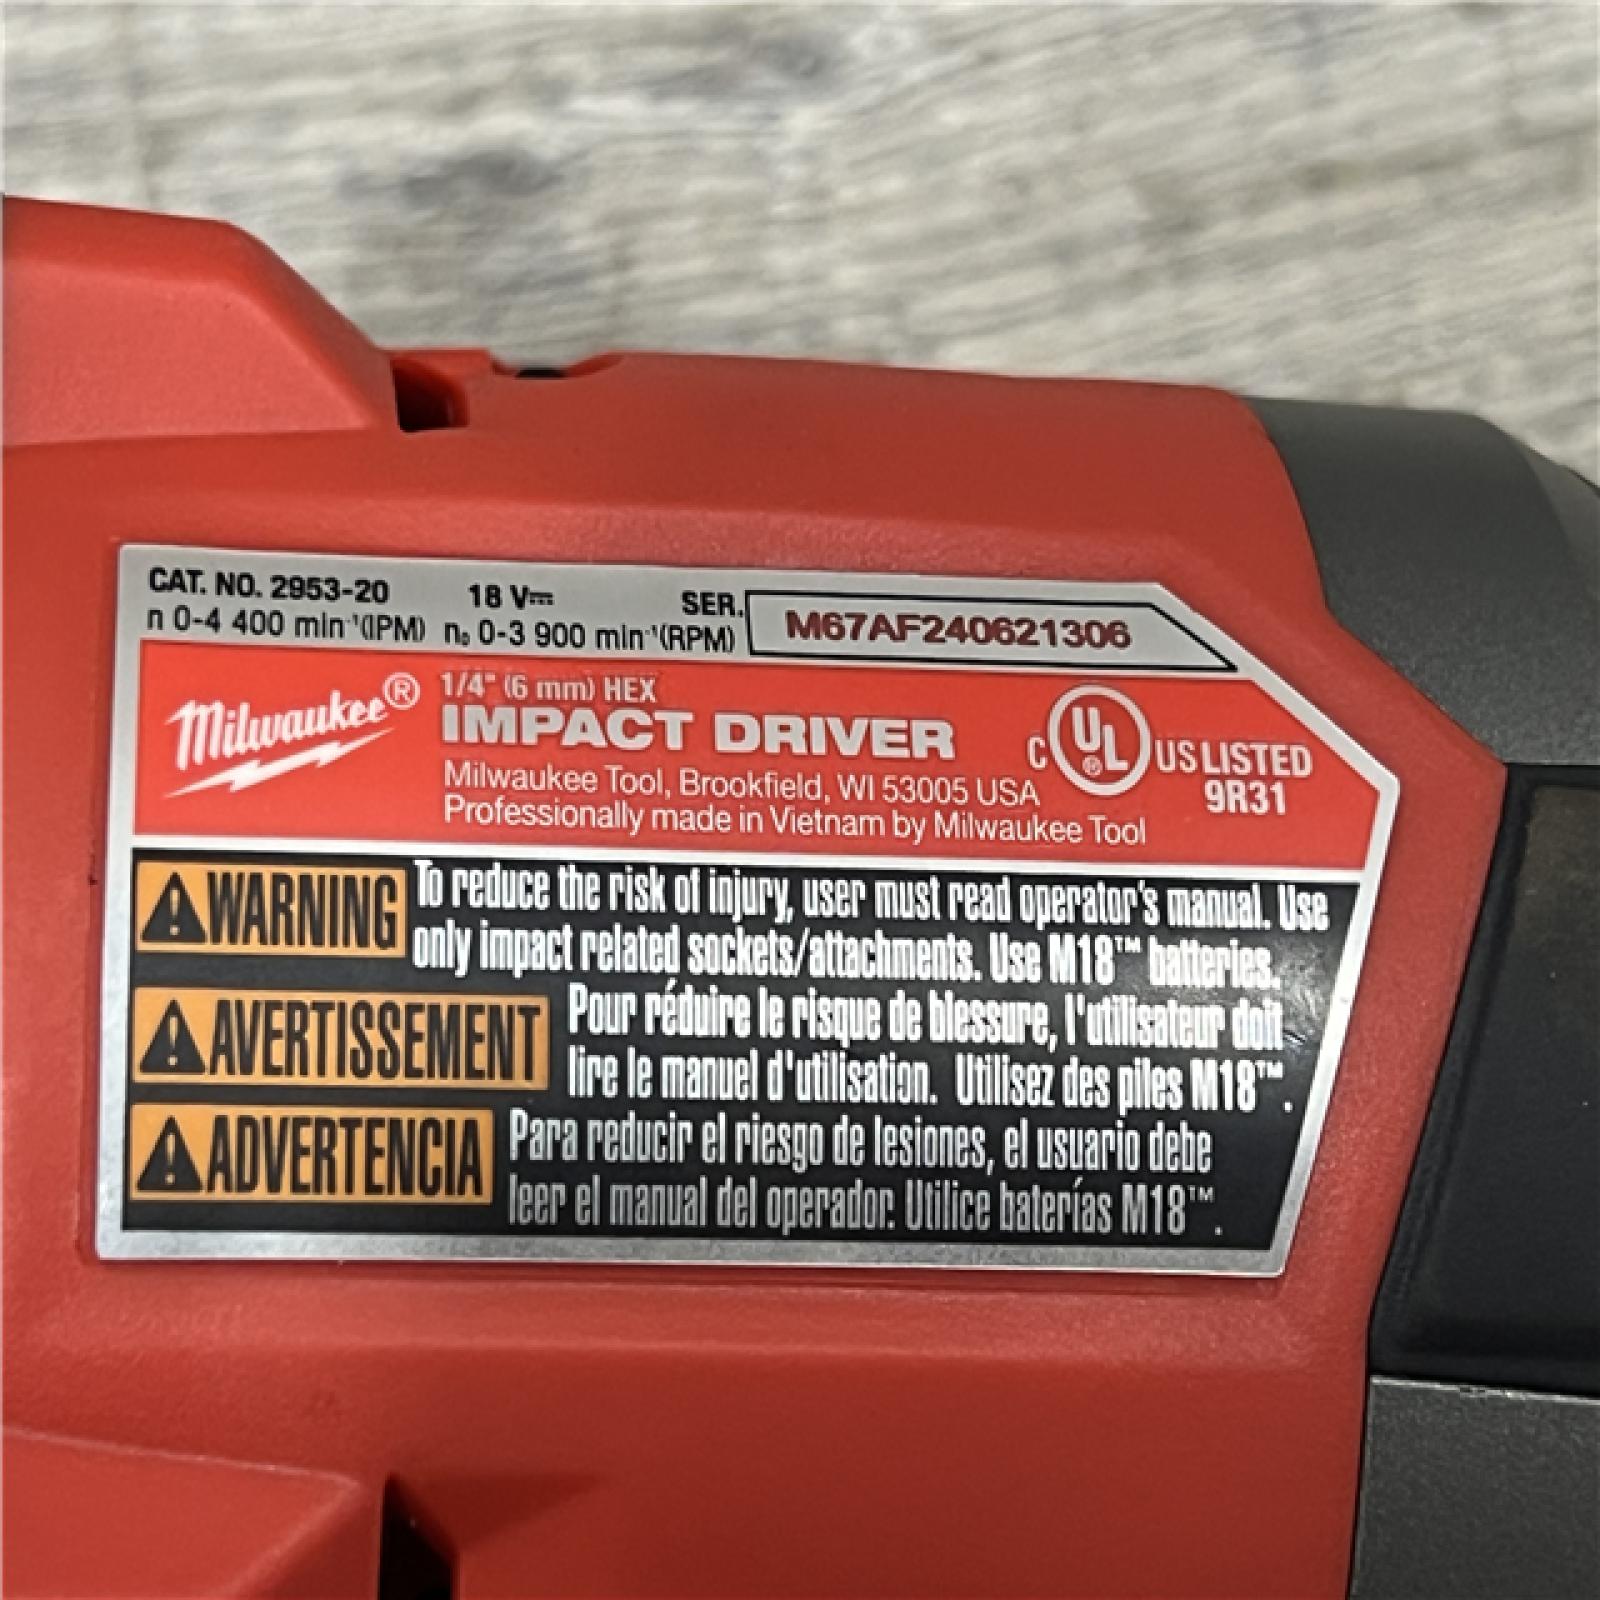 CAT. NO. 2953-20 18 V⎓ SER. M67AF240621306
n 0-4 400 min⁻¹(IPM) n₀ 0-3 900 min⁻¹(RPM)
Milwaukee®
1/4" (6 mm) HEX
IMPACT DRIVER
Milwaukee Tool, Brookfield, WI 53005 USA
Professionally made in Vietnam by Milwaukee Tool
C UL® US LISTED
9R31
WARNING To reduce the risk of injury, user must read operator's manual. Use
only impact related sockets/attachments. Use M18™ batteries.
AVERTISSEMENT Pour réduire le risque de blessure, l'utilisateur doit
lire le manuel d'utilisation. Utilisez des piles M18™.
ADVERTENCIA Para reducir el riesgo de lesiones, el usuario debe
leer el manual del operador. Utilice baterías M18™.